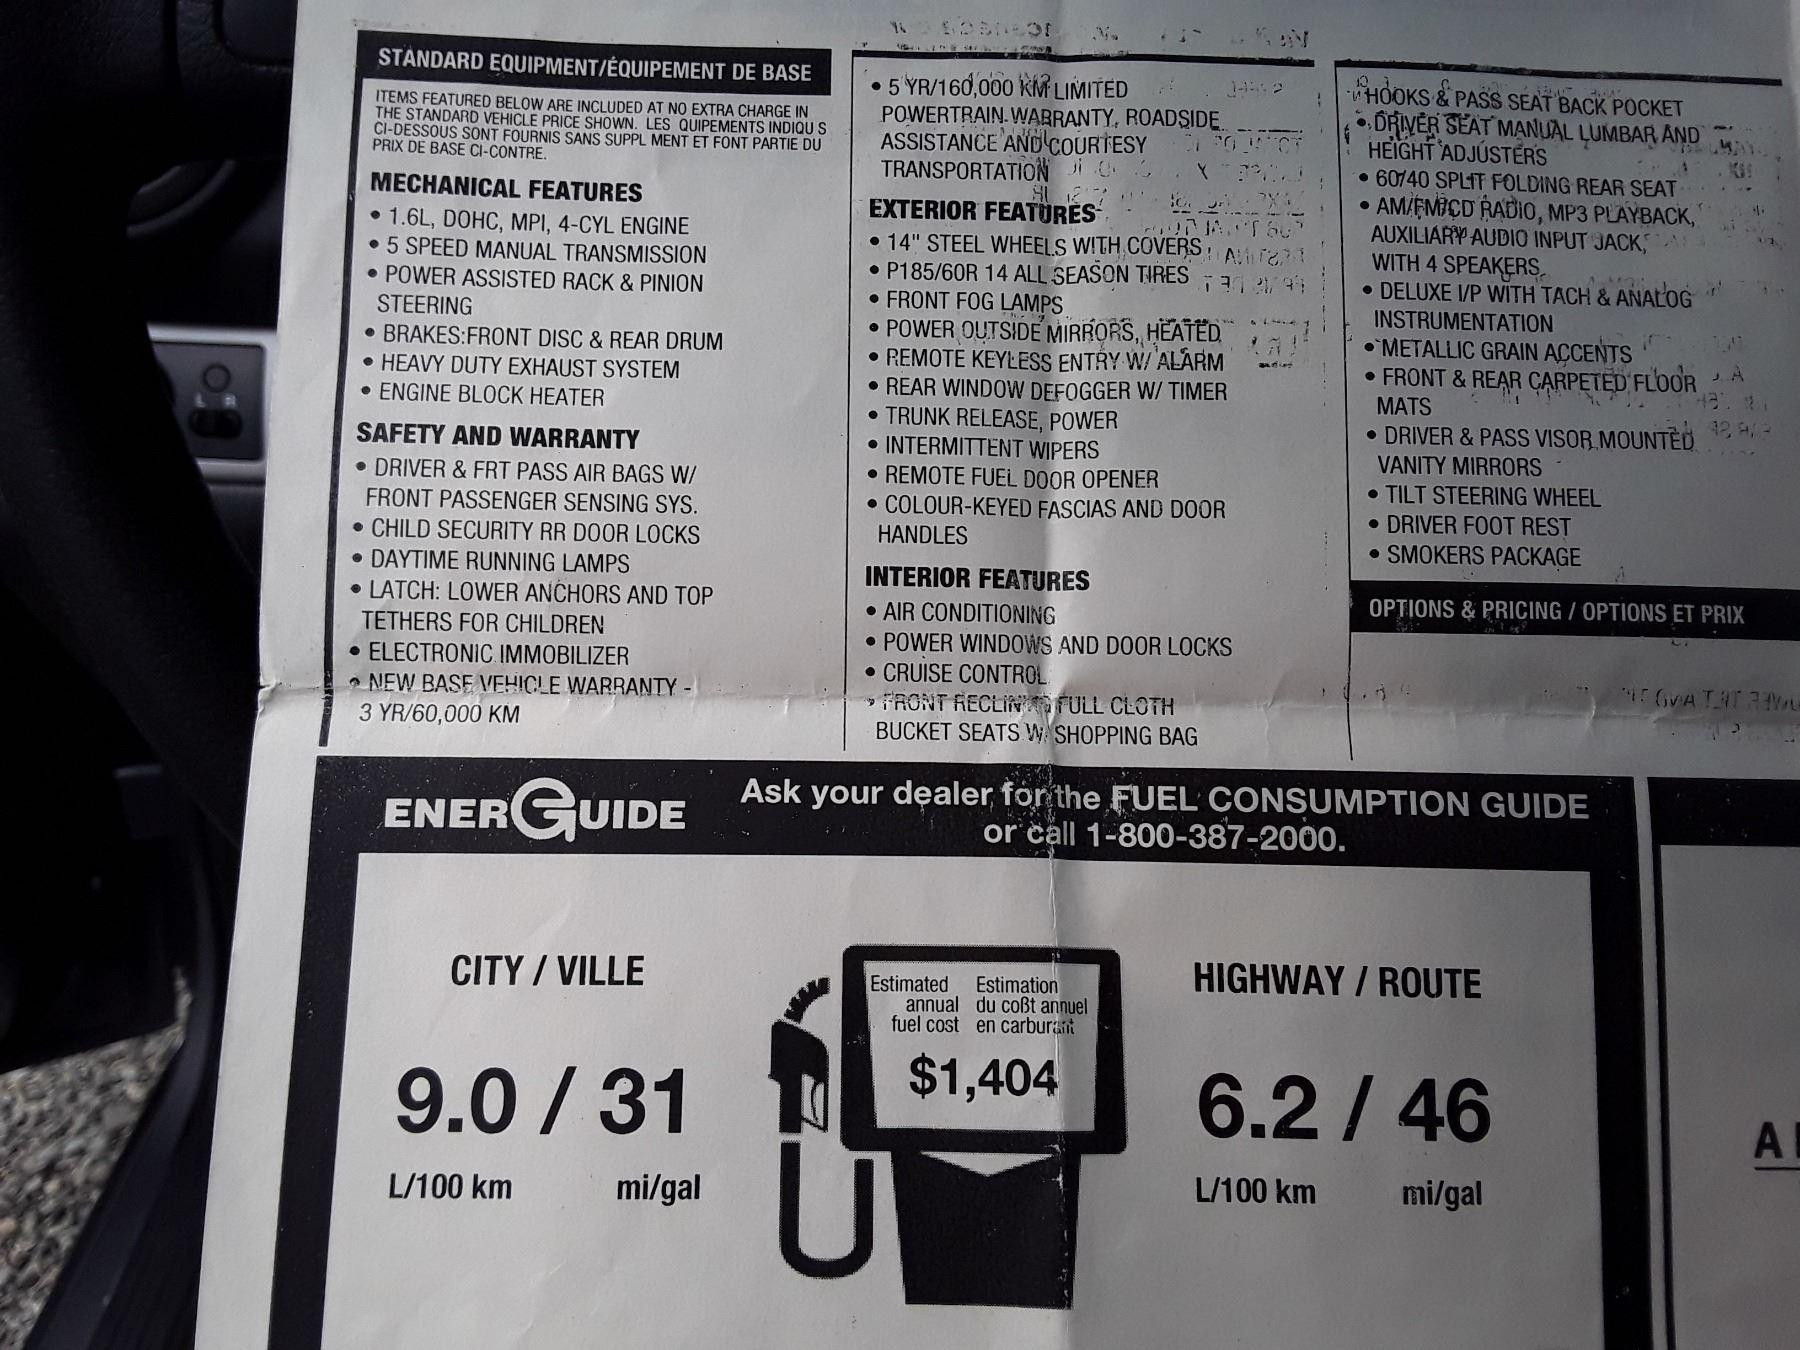 STANDARD EQUIPMENT/ÉQUIPEMENT DE BASE
ITEMS FEATURED BELOW ARE INCLUDED AT NO EXTRA CHARGE IN
THE STANDARD VEHICLE PRICE SHOWN. LES QUIPEMENTS INDIQU S
CI-DESSOUS SONT FOURNIS SANS SUPPL MENT ET FONT PARTIE DU
PRIX DE BASE CI-CONTRE.
MECHANICAL FEATURES
• 1.6L, DOHC, MPI, 4-CYL ENGINE
• 5 SPEED MANUAL TRANSMISSION
• POWER ASSISTED RACK & PINION
STEERING
• BRAKES:FRONT DISC & REAR DRUM
• HEAVY DUTY EXHAUST SYSTEM
• ENGINE BLOCK HEATER
SAFETY AND WARRANTY
• DRIVER & FRT PASS AIR BAGS W/
FRONT PASSENGER SENSING SYS.
• CHILD SECURITY RR DOOR LOCKS
• DAYTIME RUNNING LAMPS
• LATCH: LOWER ANCHORS AND TOP
TETHERS FOR CHILDREN
• ELECTRONIC IMMOBILIZER
• NEW BASE VEHICLE WARRANTY -
3 YR/60,000 KM
• 5 YR/160,000 KM LIMITED
POWERTRAIN WARRANTY, ROADSIDE
ASSISTANCE AND COURTESY
TRANSPORTATION
EXTERIOR FEATURES
• 14" STEEL WHEELS WITH COVERS
• P185/60R 14 ALL SEASON TIRES
• FRONT FOG LAMPS
• POWER OUTSIDE MIRRORS, HEATED
• REMOTE KEYLESS ENTRY W/ ALARM
• REAR WINDOW DEFOGGER W/ TIMER
• TRUNK RELEASE, POWER
• INTERMITTENT WIPERS
• REMOTE FUEL DOOR OPENER
• COLOUR-KEYED FASCIAS AND DOOR
HANDLES
INTERIOR FEATURES
• AIR CONDITIONING
• POWER WINDOWS AND DOOR LOCKS
• CRUISE CONTROL
• FRONT RECLINING FULL CLOTH
BUCKET SEATS W/ SHOPPING BAG
HOOKS & PASS SEAT BACK POCKET
• DRIVER SEAT MANUAL LUMBAR AND
HEIGHT ADJUSTERS
• 60/40 SPLIT FOLDING REAR SEAT
• AM/FM/CD RADIO, MP3 PLAYBACK,
AUXILIARY AUDIO INPUT JACK,
WITH 4 SPEAKERS
• DELUXE I/P WITH TACH & ANALOG
INSTRUMENTATION
• METALLIC GRAIN ACCENTS
• FRONT & REAR CARPETED FLOOR
MATS
• DRIVER & PASS VISOR MOUNTED
VANITY MIRRORS
• TILT STEERING WHEEL
• DRIVER FOOT REST
• SMOKERS PACKAGE
OPTIONS & PRICING / OPTIONS ET PRIX
ENERGUIDE
Ask your dealer for the FUEL CONSUMPTION GUIDE
or call 1-800-387-2000.
CITY / VILLE
9.0 / 31
L/100 km mi/gal
Estimated annual fuel cost
Estimation du coßt annuel en carburant
$1,404
HIGHWAY / ROUTE
6.2 / 46
L/100 km mi/gal
L R